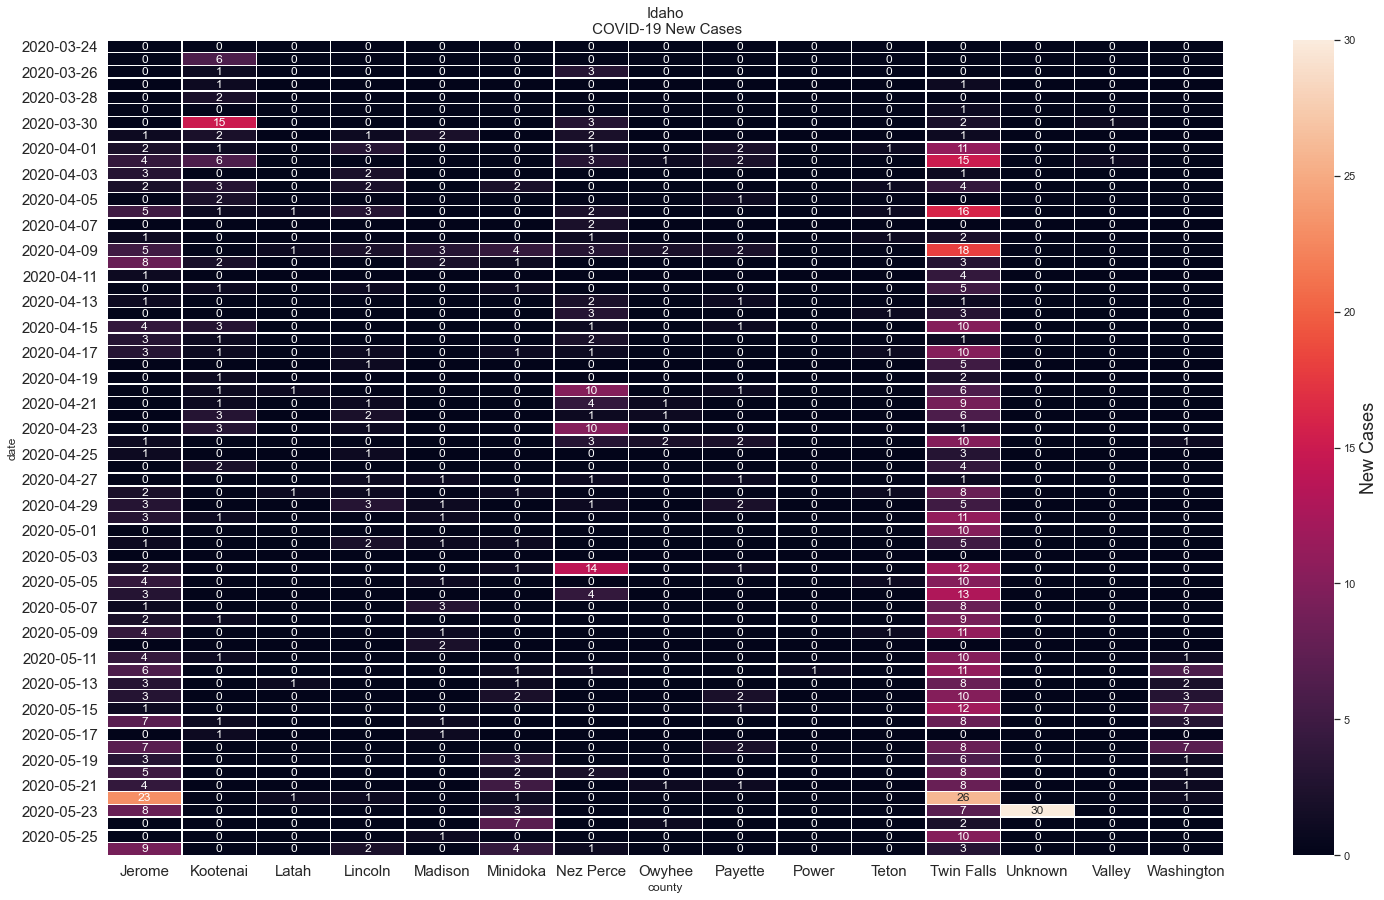 Idaho
COVID-19 New Cases
2020-03-24 0 0 0 0 0 0 0 0 0 0 0 0 0 0 0
0 6 0 0 0 0 0 0 0 0 0 0 0 0 0
2020-03-26 0 1 0 0 0 0 3 0 0 0 0 0 0 0 0
0 1 0 0 0 0 0 0 0 0 0 1 0 0 0
2020-03-28 0 2 0 0 0 0 0 0 0 0 0 0 0 0 0
0 0 0 0 0 0 0 0 0 0 0 1 0 0 0
2020-03-30 0 15 0 0 0 0 3 0 0 0 0 2 0 1 0
1 2 0 1 2 0 2 0 0 0 0 1 0 0 0
2020-04-01 2 1 0 3 0 0 1 0 2 0 1 11 0 0 0
4 6 0 0 0 0 3 1 2 0 0 15 0 1 0
2020-04-03 3 0 0 2 0 0 0 0 0 0 0 1 0 0 0
2 3 0 2 0 2 0 0 0 0 1 4 0 0 0
2020-04-05 0 2 0 0 0 0 0 0 1 0 0 0 0 0 0
5 1 1 3 0 0 2 0 0 0 1 16 0 0 0
2020-04-07 0 0 0 0 0 0 2 0 0 0 0 0 0 0 0
1 0 0 0 0 0 1 0 0 0 1 2 0 0 0
2020-04-09 5 0 1 2 3 4 3 2 2 0 0 18 0 0 0
8 2 0 0 2 1 0 0 0 0 0 3 0 0 0
2020-04-11 1 0 0 0 0 0 0 0 0 0 0 4 0 0 0
0 1 0 1 0 1 0 0 0 0 0 5 0 0 0
2020-04-13 1 0 0 0 0 0 2 0 1 0 0 1 0 0 0
0 0 0 0 0 0 3 0 0 0 1 3 0 0 0
2020-04-15 4 3 0 0 0 0 1 0 1 0 0 10 0 0 0
3 1 0 0 0 0 2 0 0 0 0 1 0 0 0
2020-04-17 3 1 0 1 0 1 1 0 0 0 1 10 0 0 0
0 0 0 1 0 0 0 0 0 0 0 5 0 0 0
2020-04-19 0 1 0 0 0 0 0 0 0 0 0 2 0 0 0
0 1 1 0 0 0 10 0 1 0 0 6 0 0 0
2020-04-21 0 1 0 1 0 0 4 1 0 0 0 9 0 0 0
0 3 0 2 0 0 1 1 0 0 0 6 0 0 0
2020-04-23 0 3 0 1 0 0 10 0 0 0 0 1 0 0 0
1 0 0 0 0 0 3 2 2 0 0 10 0 0 1
2020-04-25 1 0 0 1 0 0 0 0 0 0 0 3 0 0 0
0 2 0 0 0 0 0 0 0 0 0 4 0 0 0
2020-04-27 0 0 0 1 1 0 1 0 1 0 0 1 0 0 0
2 0 1 1 0 1 0 0 0 0 1 8 0 0 0
2020-04-29 3 0 0 3 1 0 1 0 2 0 0 5 0 0 0
3 1 0 0 1 0 0 0 0 0 0 11 0 0 0
2020-05-01 0 0 0 0 0 0 0 0 0 0 0 10 0 0 0
1 0 0 2 1 1 0 0 0 0 0 5 0 0 0
2020-05-03 0 0 0 0 0 0 0 0 0 0 0 0 0 0 0
2 0 0 0 0 1 14 0 1 0 0 12 0 0 0
2020-05-05 4 0 0 0 1 0 0 0 0 0 1 10 0 0 0
3 0 0 0 0 0 4 0 0 0 0 13 0 0 0
2020-05-07 1 0 0 0 3 0 0 0 0 0 0 8 0 0 0
2 1 0 0 0 0 0 0 0 0 0 9 0 0 0
2020-05-09 4 0 0 0 1 0 0 0 0 0 1 11 0 0 0
0 0 0 0 2 0 0 0 0 0 0 0 0 0 0
2020-05-11 4 1 0 0 0 0 0 0 0 0 0 10 0 0 1
6 0 0 0 0 1 1 0 0 1 0 11 0 0 6
2020-05-13 3 0 1 0 0 1 0 0 0 0 0 8 0 0 2
3 0 0 0 0 2 0 0 2 0 0 10 0 0 3
2020-05-15 1 0 0 0 0 0 0 0 1 0 0 12 0 0 7
7 1 0 0 1 0 0 0 0 0 0 8 0 0 3
2020-05-17 0 1 0 0 1 0 0 0 0 0 0 0 0 0 0
7 0 0 0 0 0 0 0 2 0 0 8 0 0 7
2020-05-19 3 0 0 0 0 3 0 0 0 0 0 6 0 0 1
5 0 0 0 0 2 2 0 0 0 0 8 0 0 1
2020-05-21 4 0 0 0 0 5 0 1 1 0 0 8 0 0 1
23 0 1 1 0 1 0 0 0 0 0 26 0 0 1
2020-05-23 8 0 0 0 0 3 0 0 0 0 0 7 30 0 0
0 0 0 0 0 7 0 1 0 0 0 2 0 0 0
2020-05-25 0 0 0 0 1 0 0 0 0 0 0 10 0 0 0
9 0 0 2 0 4 1 0 0 0 0 3 0 0 0
Jerome Kootenai Latah Lincoln Madison Minidoka Nez Perce Owyhee Payette Power Teton Twin Falls Unknown Valley Washington
county
date
30
25
20
15
10
5
0
New Cases